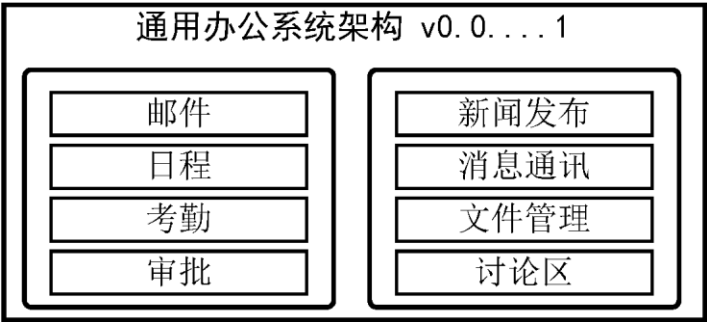 通用办公系统架构 v0.0....1
邮件
日程
考勤
审批
新闻发布
消息通讯
文件管理
讨论区